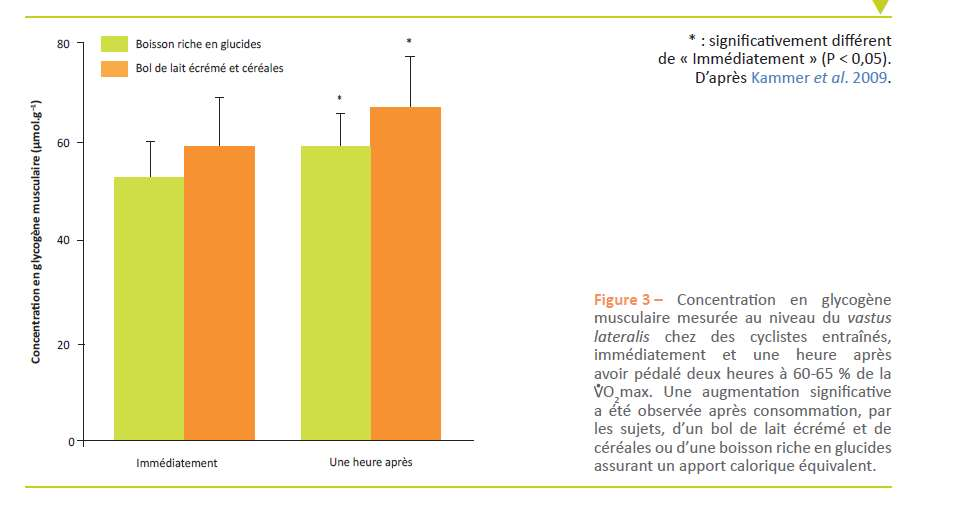 80
60
40
20
0
Concentration en glycogène musculaire (µmol.g⁻¹)
Boisson riche en glucides
Bol de lait écrémé et céréales
*
*
Immédiatement
Une heure après
* : significativement différent
de « Immédiatement » (P < 0,05).
D’après Kammer et al. 2009.
Figure 3 – Concentration en glycogène
musculaire mesurée au niveau du vastus
lateralis chez des cyclistes entraînés,
immédiatement et une heure après
avoir pédalé deux heures à 60-65 % de la
V̇O₂max. Une augmentation significative
a été observée après consommation, par
les sujets, d’un bol de lait écrémé et de
céréales ou d’une boisson riche en glucides
assurant un apport calorique équivalent.